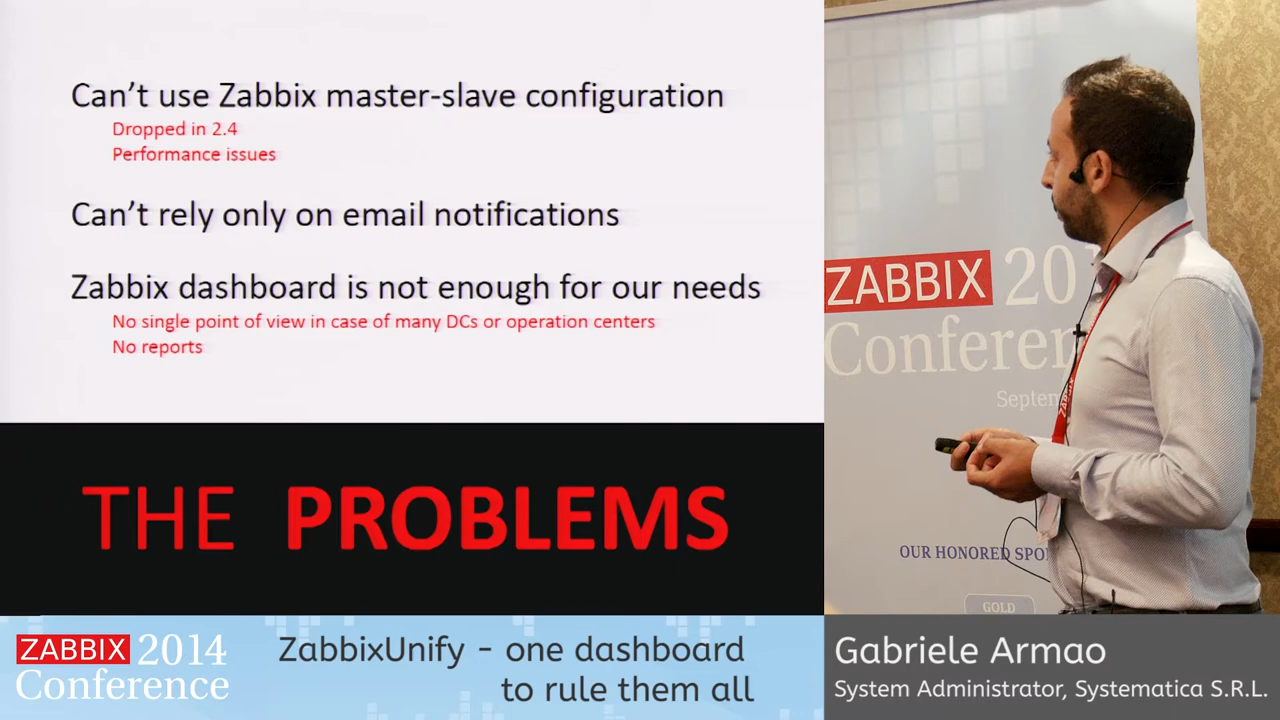 Can't use Zabbix master-slave configuration
Dropped in 2.4
Performance issues
Can't rely only on email notifications
Zabbix dashboard is not enough for our needs
No single point of view in case of many DCs or operation centers
No reports
THE PROBLEMS
ZABBIX 20
Conferen
Septem
ZABBIX
OUR HONORED SPO
GOLD
ZABBIX 2014
Conference
ZabbixUnify - one dashboard
to rule them all
Gabriele Armao
System Administrator, Systematica S.R.L.